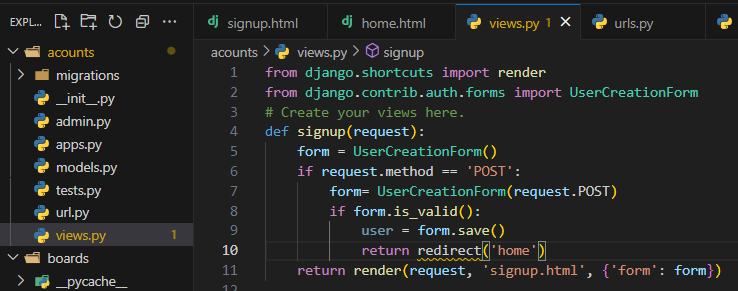 EXPL...
acounts
migrations
__init__.py
admin.py
apps.py
models.py
tests.py
url.py
views.py 1
boards
__pycache__
dj signup.html
dj home.html
views.py 1
urls.py
acounts > views.py > signup
1 from django.shortcuts import render
2 from django.contrib.auth.forms import UserCreationForm
3 # Create your views here.
4 def signup(request):
5     form = UserCreationForm()
6     if request.method == 'POST':
7         form= UserCreationForm(request.POST)
8         if form.is_valid():
9             user = form.save()
10             return redirect('home')
11     return render(request, 'signup.html', {'form': form})
12